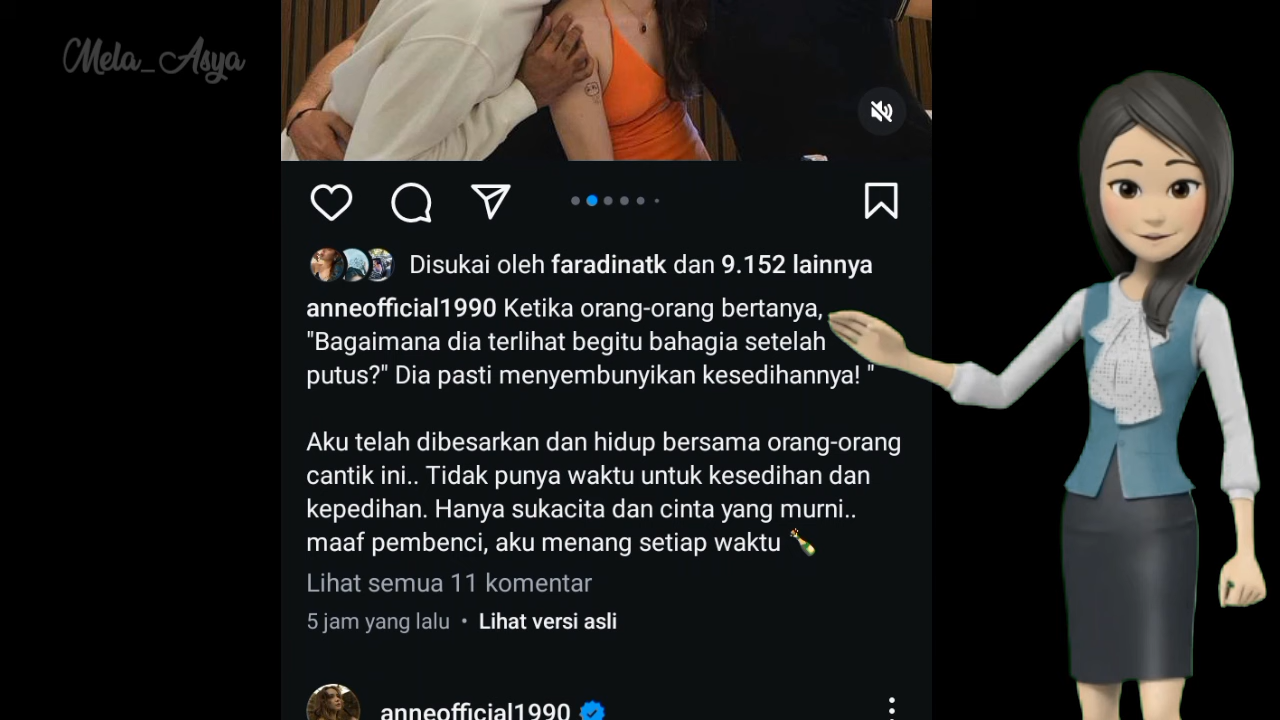 Mela_Asya
Disukai oleh faradinatk dan 9.152 lainnya
anneofficial1990 Ketika orang-orang bertanya,
"Bagaimana dia terlihat begitu bahagia setelah
putus?" Dia pasti menyembunyikan kesedihannya! "
Aku telah dibesarkan dan hidup bersama orang-orang
cantik ini.. Tidak punya waktu untuk kesedihan dan
kepedihan. Hanya sukacita dan cinta yang murni..
maaf pembenci, aku menang setiap waktu 🍾
Lihat semua 11 komentar
5 jam yang lalu • Lihat versi asli
anneofficial1990